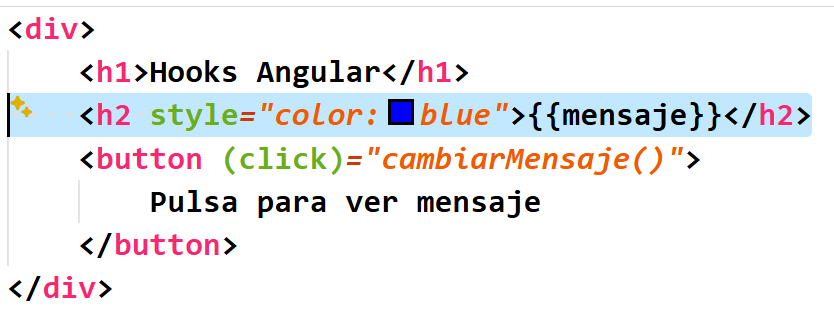 <div>
<h1>Hooks Angular</h1>
<h2 style="color:blue">{{mensaje}}</h2>
<button (click)="cambiarMensaje()">
Pulsa para ver mensaje
</button>
</div>